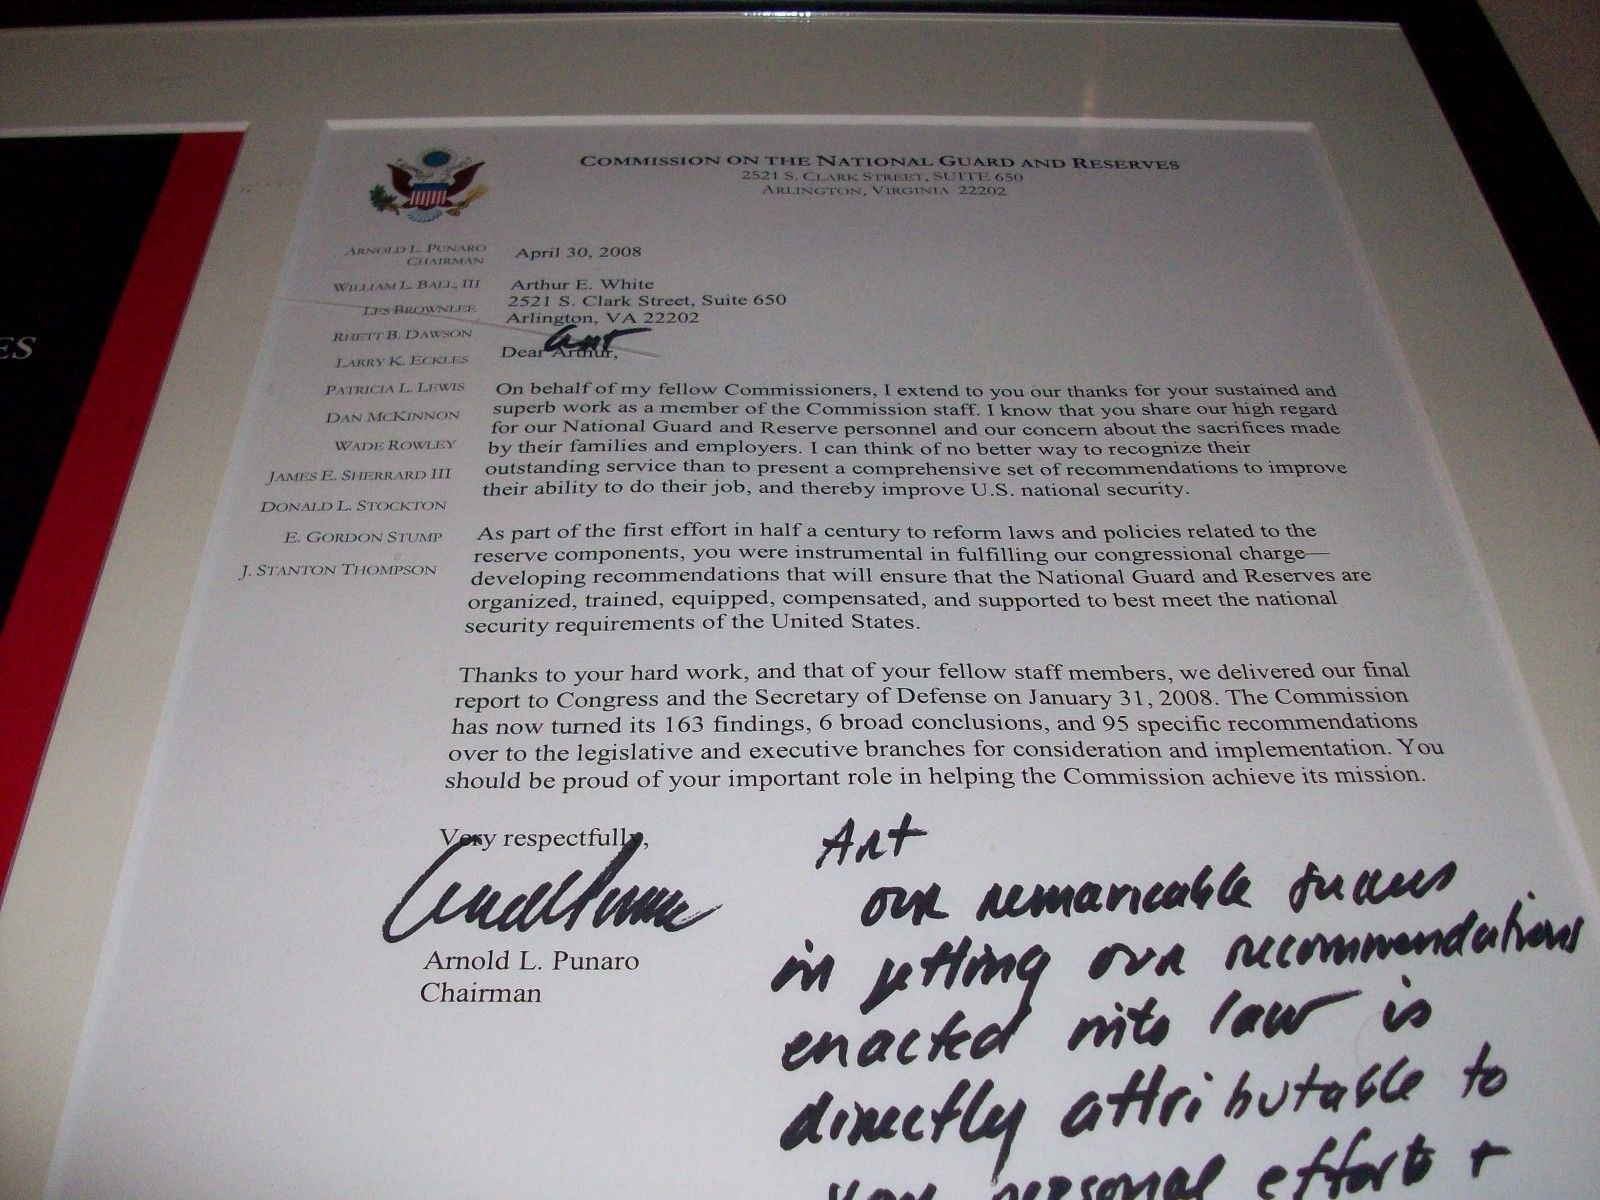 ES
COMMISSION ON THE NATIONAL GUARD AND RESERVES
2521 S. CLARK STREET, SUITE 650
ARLINGTON, VIRGINIA 22202
ARNOLD L. PUNARO
CHAIRMAN
WILLIAM L. BALL, III
LES BROWNLEE
RHETT B. DAWSON
LARRY K. ECKLES
PATRICIA L. LEWIS
DAN MCKINNON
WADE ROWLEY
JAMES E. SHERRARD III
DONALD L. STOCKTON
E. GORDON STUMP
J. STANTON THOMPSON
April 30, 2008
Arthur E. White
2521 S. Clark Street, Suite 650
Arlington, VA 22202
Art
Dear Arthur,
On behalf of my fellow Commissioners, I extend to you our thanks for your sustained and
superb work as a member of the Commission staff. I know that you share our high regard
for our National Guard and Reserve personnel and our concern about the sacrifices made
by their families and employers. I can think of no better way to recognize their
outstanding service than to present a comprehensive set of recommendations to improve
their ability to do their job, and thereby improve U.S. national security.
As part of the first effort in half a century to reform laws and policies related to the
reserve components, you were instrumental in fulfilling our congressional charge—
developing recommendations that will ensure that the National Guard and Reserves are
organized, trained, equipped, compensated, and supported to best meet the national
security requirements of the United States.
Thanks to your hard work, and that of your fellow staff members, we delivered our final
report to Congress and the Secretary of Defense on January 31, 2008. The Commission
has now turned its 163 findings, 6 broad conclusions, and 95 specific recommendations
over to the legislative and executive branches for consideration and implementation. You
should be proud of your important role in helping the Commission achieve its mission.
Very respectfully,
Arnold L. Punaro
Chairman
Art
our remarkable success
in getting our recommendations
enacted into law is
directly attributable to
your personal effort +